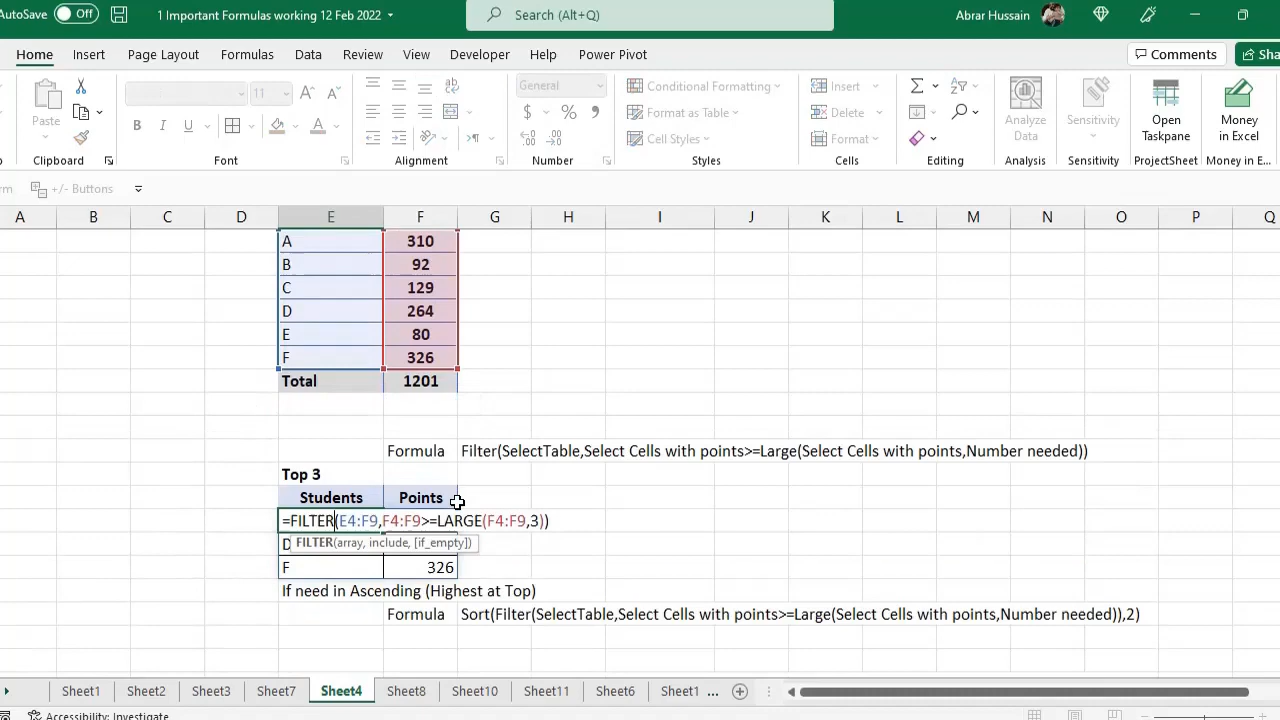 AutoSave Off 1 Important Formulas working 12 Feb 2022 Search (Alt+Q) Abrar Hussain
Home Insert Page Layout Formulas Data Review View Developer Help Power Pivot Comments Sha
11 General Conditional Formatting Insert
Paste Format as Table Delete Analyze Data Sensitivity Open Taskpane Money in Excel
B I U A $ % Cell Styles Format
Clipboard Font Alignment Number Styles Cells Editing Analysis Sensitivity ProjectSheet Money in E...
rm +/- Buttons
A B C D E F G H I J K L M N O P Q
A 310
B 92
C 129
D 264
E 80
F 326
Total 1201
Formula Filter(SelectTable,Select Cells with points>=Large(Select Cells with points,Number needed))
Top 3
Students Points
=FILTER(E4:F9,F4:F9>=LARGE(F4:F9,3))
D FILTER(array, include, [if_empty])
F 326
If need in Ascending (Highest at Top)
Formula Sort(Filter(SelectTable,Select Cells with points>=Large(Select Cells with points,Number needed)),2)
Sheet1 Sheet2 Sheet3 Sheet7 Sheet4 Sheet8 Sheet10 Sheet11 Sheet6 Sheet1 ...
Accessibility: Investigate